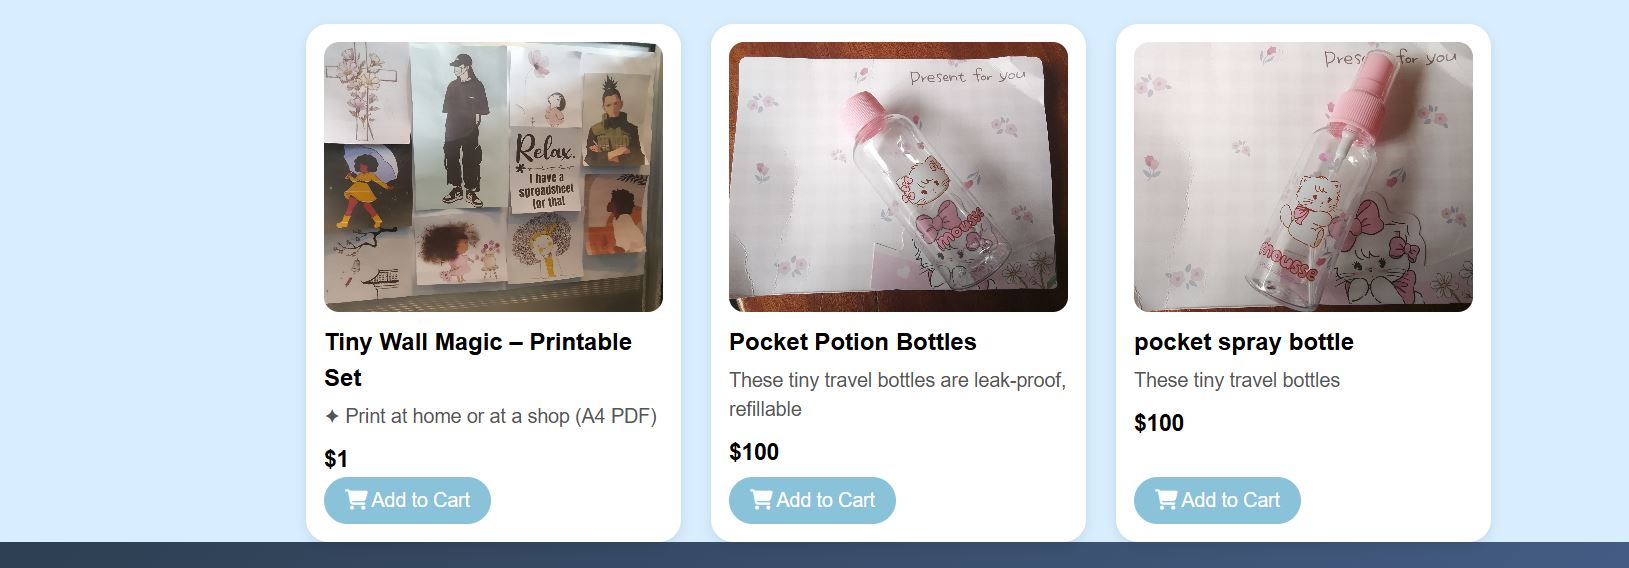 Relax.
I have a
spreadsheet
for that
Present for you
mousse
Present for you
mousse
Tiny Wall Magic – Printable
Set
✦ Print at home or at a shop (A4 PDF)
$1
Add to Cart
Pocket Potion Bottles
These tiny travel bottles are leak-proof,
refillable
$100
Add to Cart
pocket spray bottle
These tiny travel bottles
$100
Add to Cart